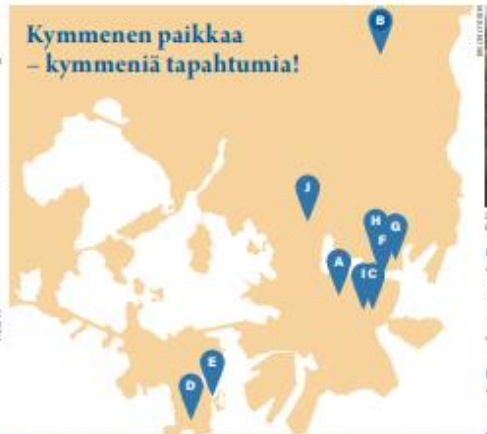 Kymmenen paikkaa
– kymmeniä tapahtumia!
B
J
H
G
F
A
I C
E
D